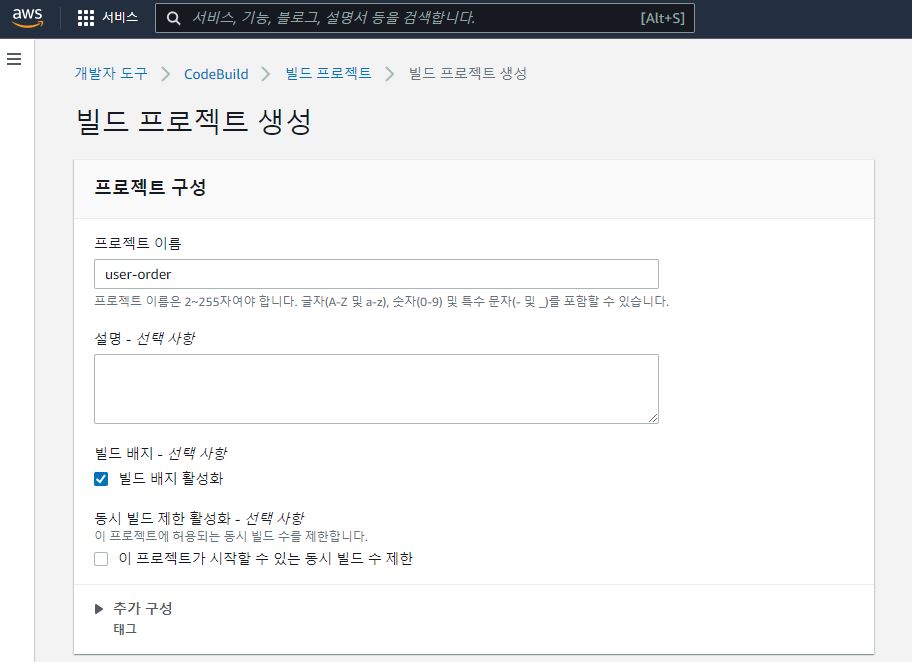 aws 서비스 서비스, 기능, 블로그, 설명서 등을 검색합니다. [Alt+S]
개발자 도구 CodeBuild 빌드 프로젝트 빌드 프로젝트 생성
빌드 프로젝트 생성
프로젝트 구성
프로젝트 이름
user-order
프로젝트 이름은 2~255자여야 합니다. 글자(A-Z 및 a-z), 숫자(0-9) 및 특수 문자(- 및 _)를 포함할 수 있습니다.
설명 - 선택 사항
빌드 배지 - 선택 사항
빌드 배지 활성화
동시 빌드 제한 활성화 - 선택 사항
이 프로젝트에 허용되는 동시 빌드 수를 제한합니다.
이 프로젝트가 시작할 수 있는 동시 빌드 수 제한
추가 구성
태그